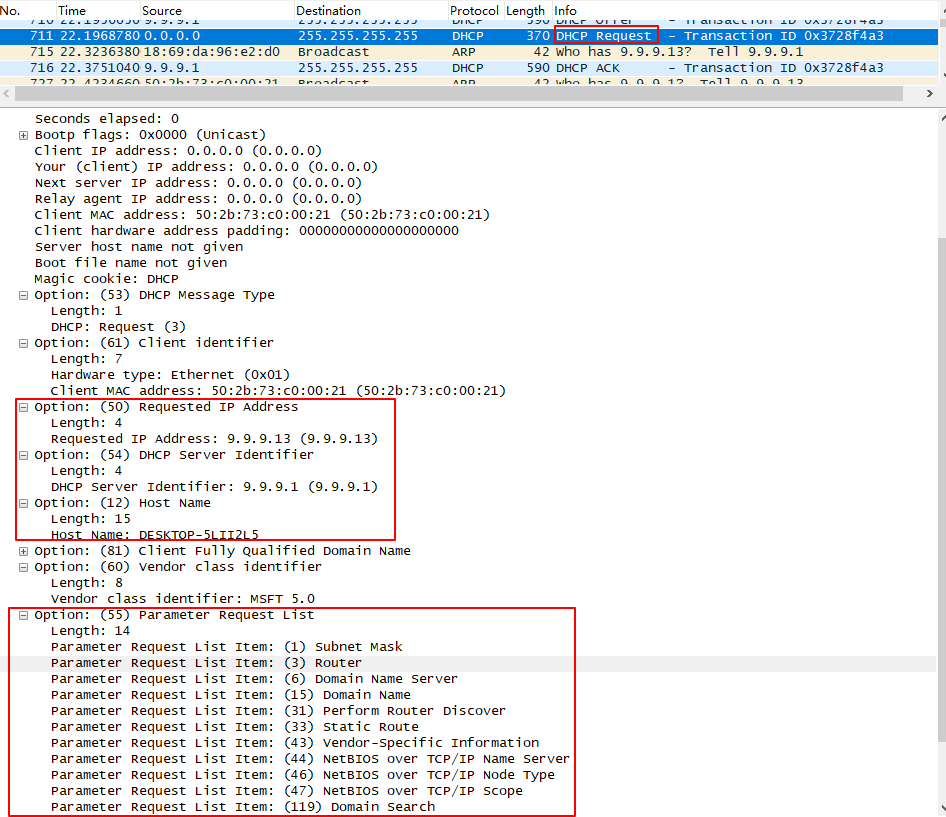 No. Time Source Destination Protocol Length Info
255.255.255.255 DHCP 590 DHCP Offer - Transaction ID 0x3728f4a3
711 22.1968780 0.0.0.0 255.255.255.255 DHCP 370 DHCP Request - Transaction ID 0x3728f4a3
715 22.3236380 18:69:da:96:e2:d0 Broadcast ARP 42 Who has 9.9.9.13? Tell 9.9.9.1
716 22.3751040 9.9.9.1 255.255.255.255 DHCP 590 DHCP ACK - Transaction ID 0x3728f4a3
727 22.4234660 50:2b:73:c0:00:21 Broadcast ARP 42 Who has 9.9.9.1? Tell 9.9.9.13
Seconds elapsed: 0
Bootp flags: 0x0000 (Unicast)
Client IP address: 0.0.0.0 (0.0.0.0)
Your (client) IP address: 0.0.0.0 (0.0.0.0)
Next server IP address: 0.0.0.0 (0.0.0.0)
Relay agent IP address: 0.0.0.0 (0.0.0.0)
Client MAC address: 50:2b:73:c0:00:21 (50:2b:73:c0:00:21)
Client hardware address padding: 00000000000000000000
Server host name not given
Boot file name not given
Magic cookie: DHCP
Option: (53) DHCP Message Type
Length: 1
DHCP: Request (3)
Option: (61) Client identifier
Length: 7
Hardware type: Ethernet (0x01)
Client MAC address: 50:2b:73:c0:00:21 (50:2b:73:c0:00:21)
Option: (50) Requested IP Address
Length: 4
Requested IP Address: 9.9.9.13 (9.9.9.13)
Option: (54) DHCP Server Identifier
Length: 4
DHCP Server Identifier: 9.9.9.1 (9.9.9.1)
Option: (12) Host Name
Length: 15
Host Name: DESKTOP-5LII2L5
Option: (81) Client Fully Qualified Domain Name
Option: (60) Vendor class identifier
Length: 8
Vendor class identifier: MSFT 5.0
Option: (55) Parameter Request List
Length: 14
Parameter Request List Item: (1) Subnet Mask
Parameter Request List Item: (3) Router
Parameter Request List Item: (6) Domain Name Server
Parameter Request List Item: (15) Domain Name
Parameter Request List Item: (31) Perform Router Discover
Parameter Request List Item: (33) Static Route
Parameter Request List Item: (43) Vendor-Specific Information
Parameter Request List Item: (44) NetBIOS over TCP/IP Name Server
Parameter Request List Item: (46) NetBIOS over TCP/IP Node Type
Parameter Request List Item: (47) NetBIOS over TCP/IP Scope
Parameter Request List Item: (119) Domain Search